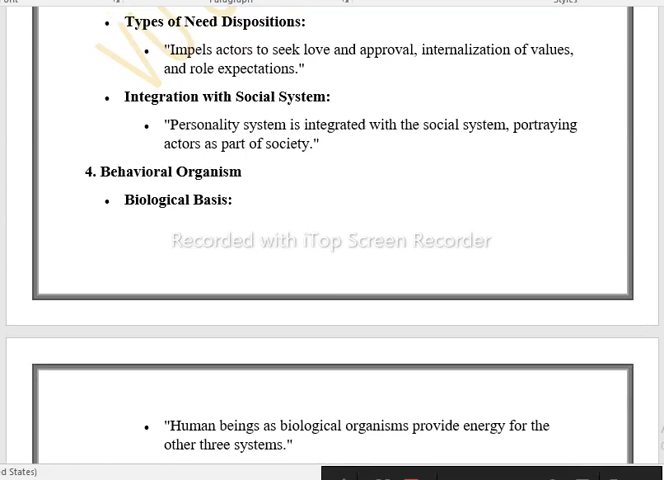 Paragraph
Styles
• Types of Need Dispositions:
• "Impels actors to seek love and approval, internalization of values,
and role expectations."
• Integration with Social System:
• "Personality system is integrated with the social system, portraying
actors as part of society."
4. Behavioral Organism
• Biological Basis:
Recorded with iTop Screen Recorder
• "Human beings as biological organisms provide energy for the
other three systems."
d States)